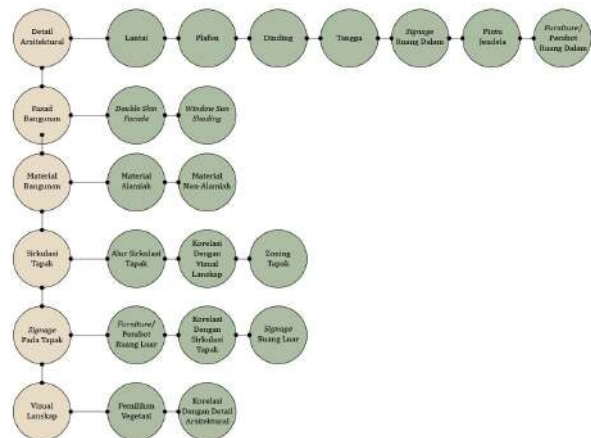 Detail
Arsitektural
Lantai
Plafon
Dinding
Tangga
Signage
Ruang Dalam
Pintu
Jendela
Furniture/
Perabot
Ruang Dalam
Fasad
Bangunan
Double Skin
Facade
Window Sun
Shading
Material
Bangunan
Material
Alamiah
Material
Non-Alamiah
Sirkulasi
Tapak
Alur Sirkulasi
Tapak
Korelasi
Dengan
Visual
Lanskap
Zoning
Tapak
Signage
Pada Tapak
Furniture/
Perabot
Ruang Luar
Korelasi
Dengan
Sirkulasi
Tapak
Signage
Ruang Luar
Visual
Lanskap
Pemilihan
Vegetasi
Korelasi
Dengan Detail
Arsitektural